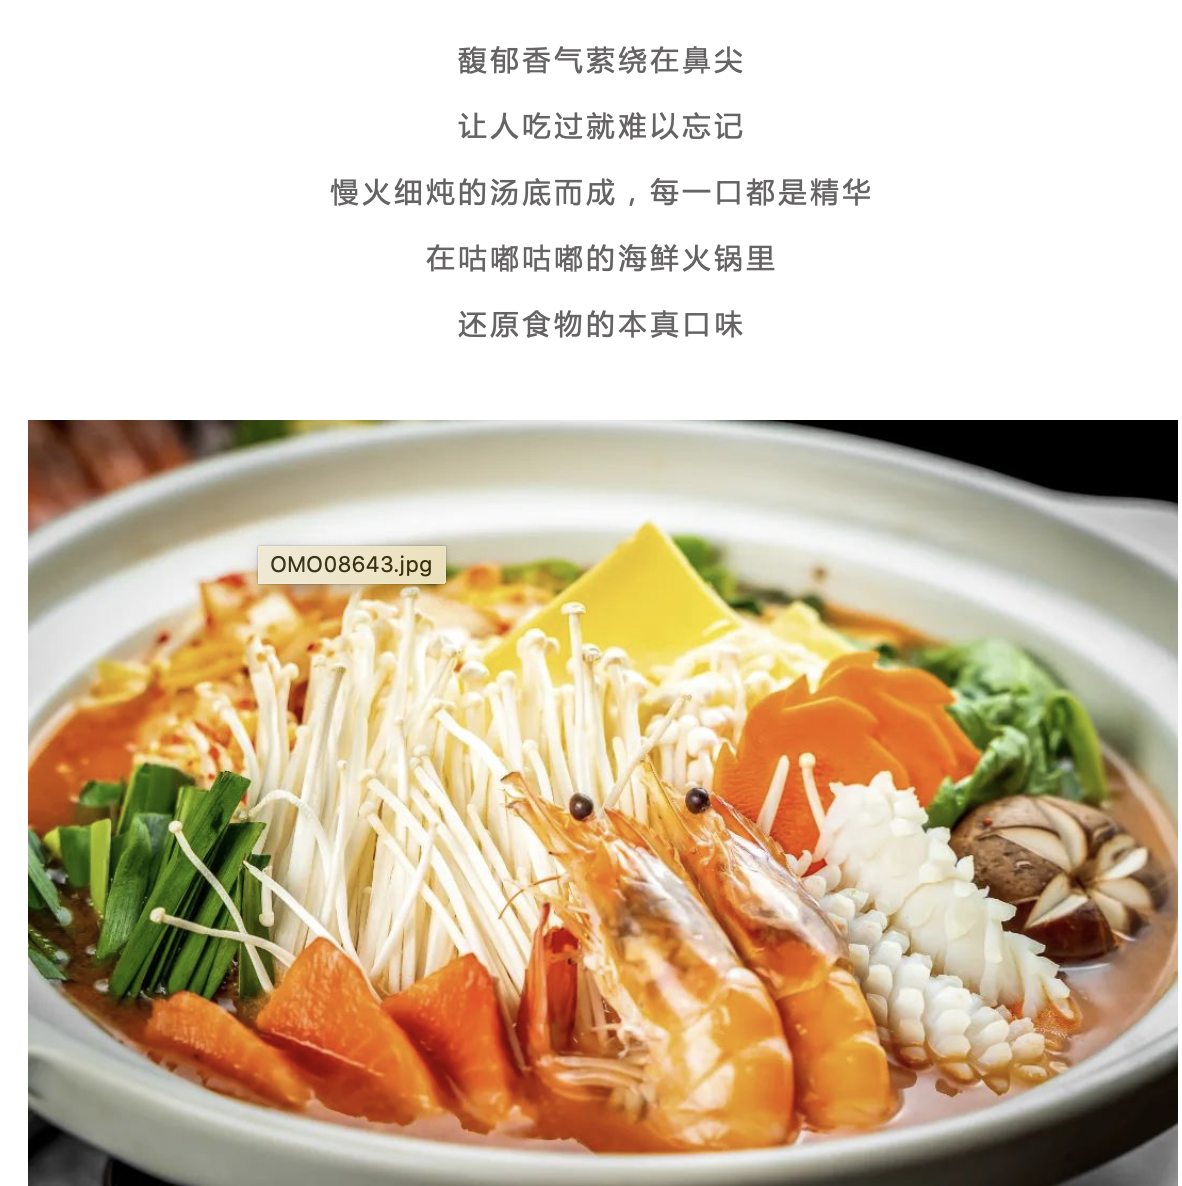 馥郁香气萦绕在鼻尖
让人吃过就难以忘记
慢火细炖的汤底而成，每一口都是精华
在咕嘟咕嘟的海鲜火锅里
还原食物的本真口味
OMO08643.jpg